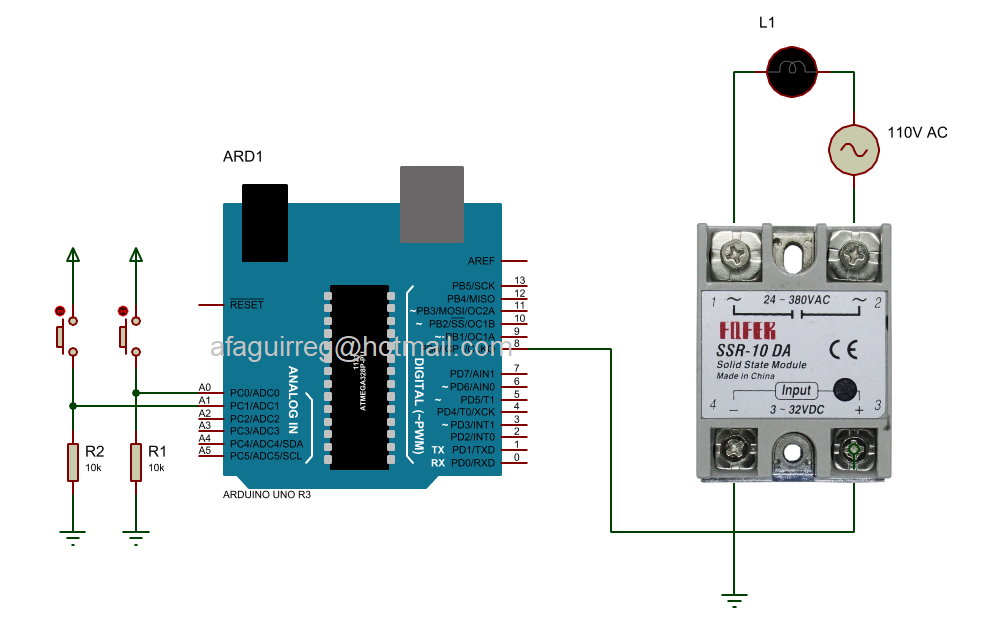 L1
110V AC
ARD1
AREF
RESET
PB5/SCK 13
PB4/MISO 12
~PB3/MOSI/OC2A 11
~ PB2/SS/OC1B 10
~ PB1/OC1A 9
8
PD7/AIN1 7
~ PD6/AIN0 6
~ PD5/T1 5
PD4/T0/XCK 4
~ PD3/INT1 3
PD2/INT0 2
TX PD1/TXD 1
RX PD0/RXD 0
DIGITAL (~PWM)
ANALOG IN
ATMEGA328P-PU
1121
A0 PC0/ADC0
A1 PC1/ADC1
A2 PC2/ADC2
A3 PC3/ADC3
A4 PC4/ADC4/SDA
A5 PC5/ADC5/SCL
ARDUINO UNO R3
afaguirreg@hotmail.com
R2
10k
R1
10k
1 ~ 24 ~ 380VAC ~ 2
FQFER
SSR-10 DA
CE
Solid State Module
Made in China
Input
4 − 3 ~ 32VDC + 3